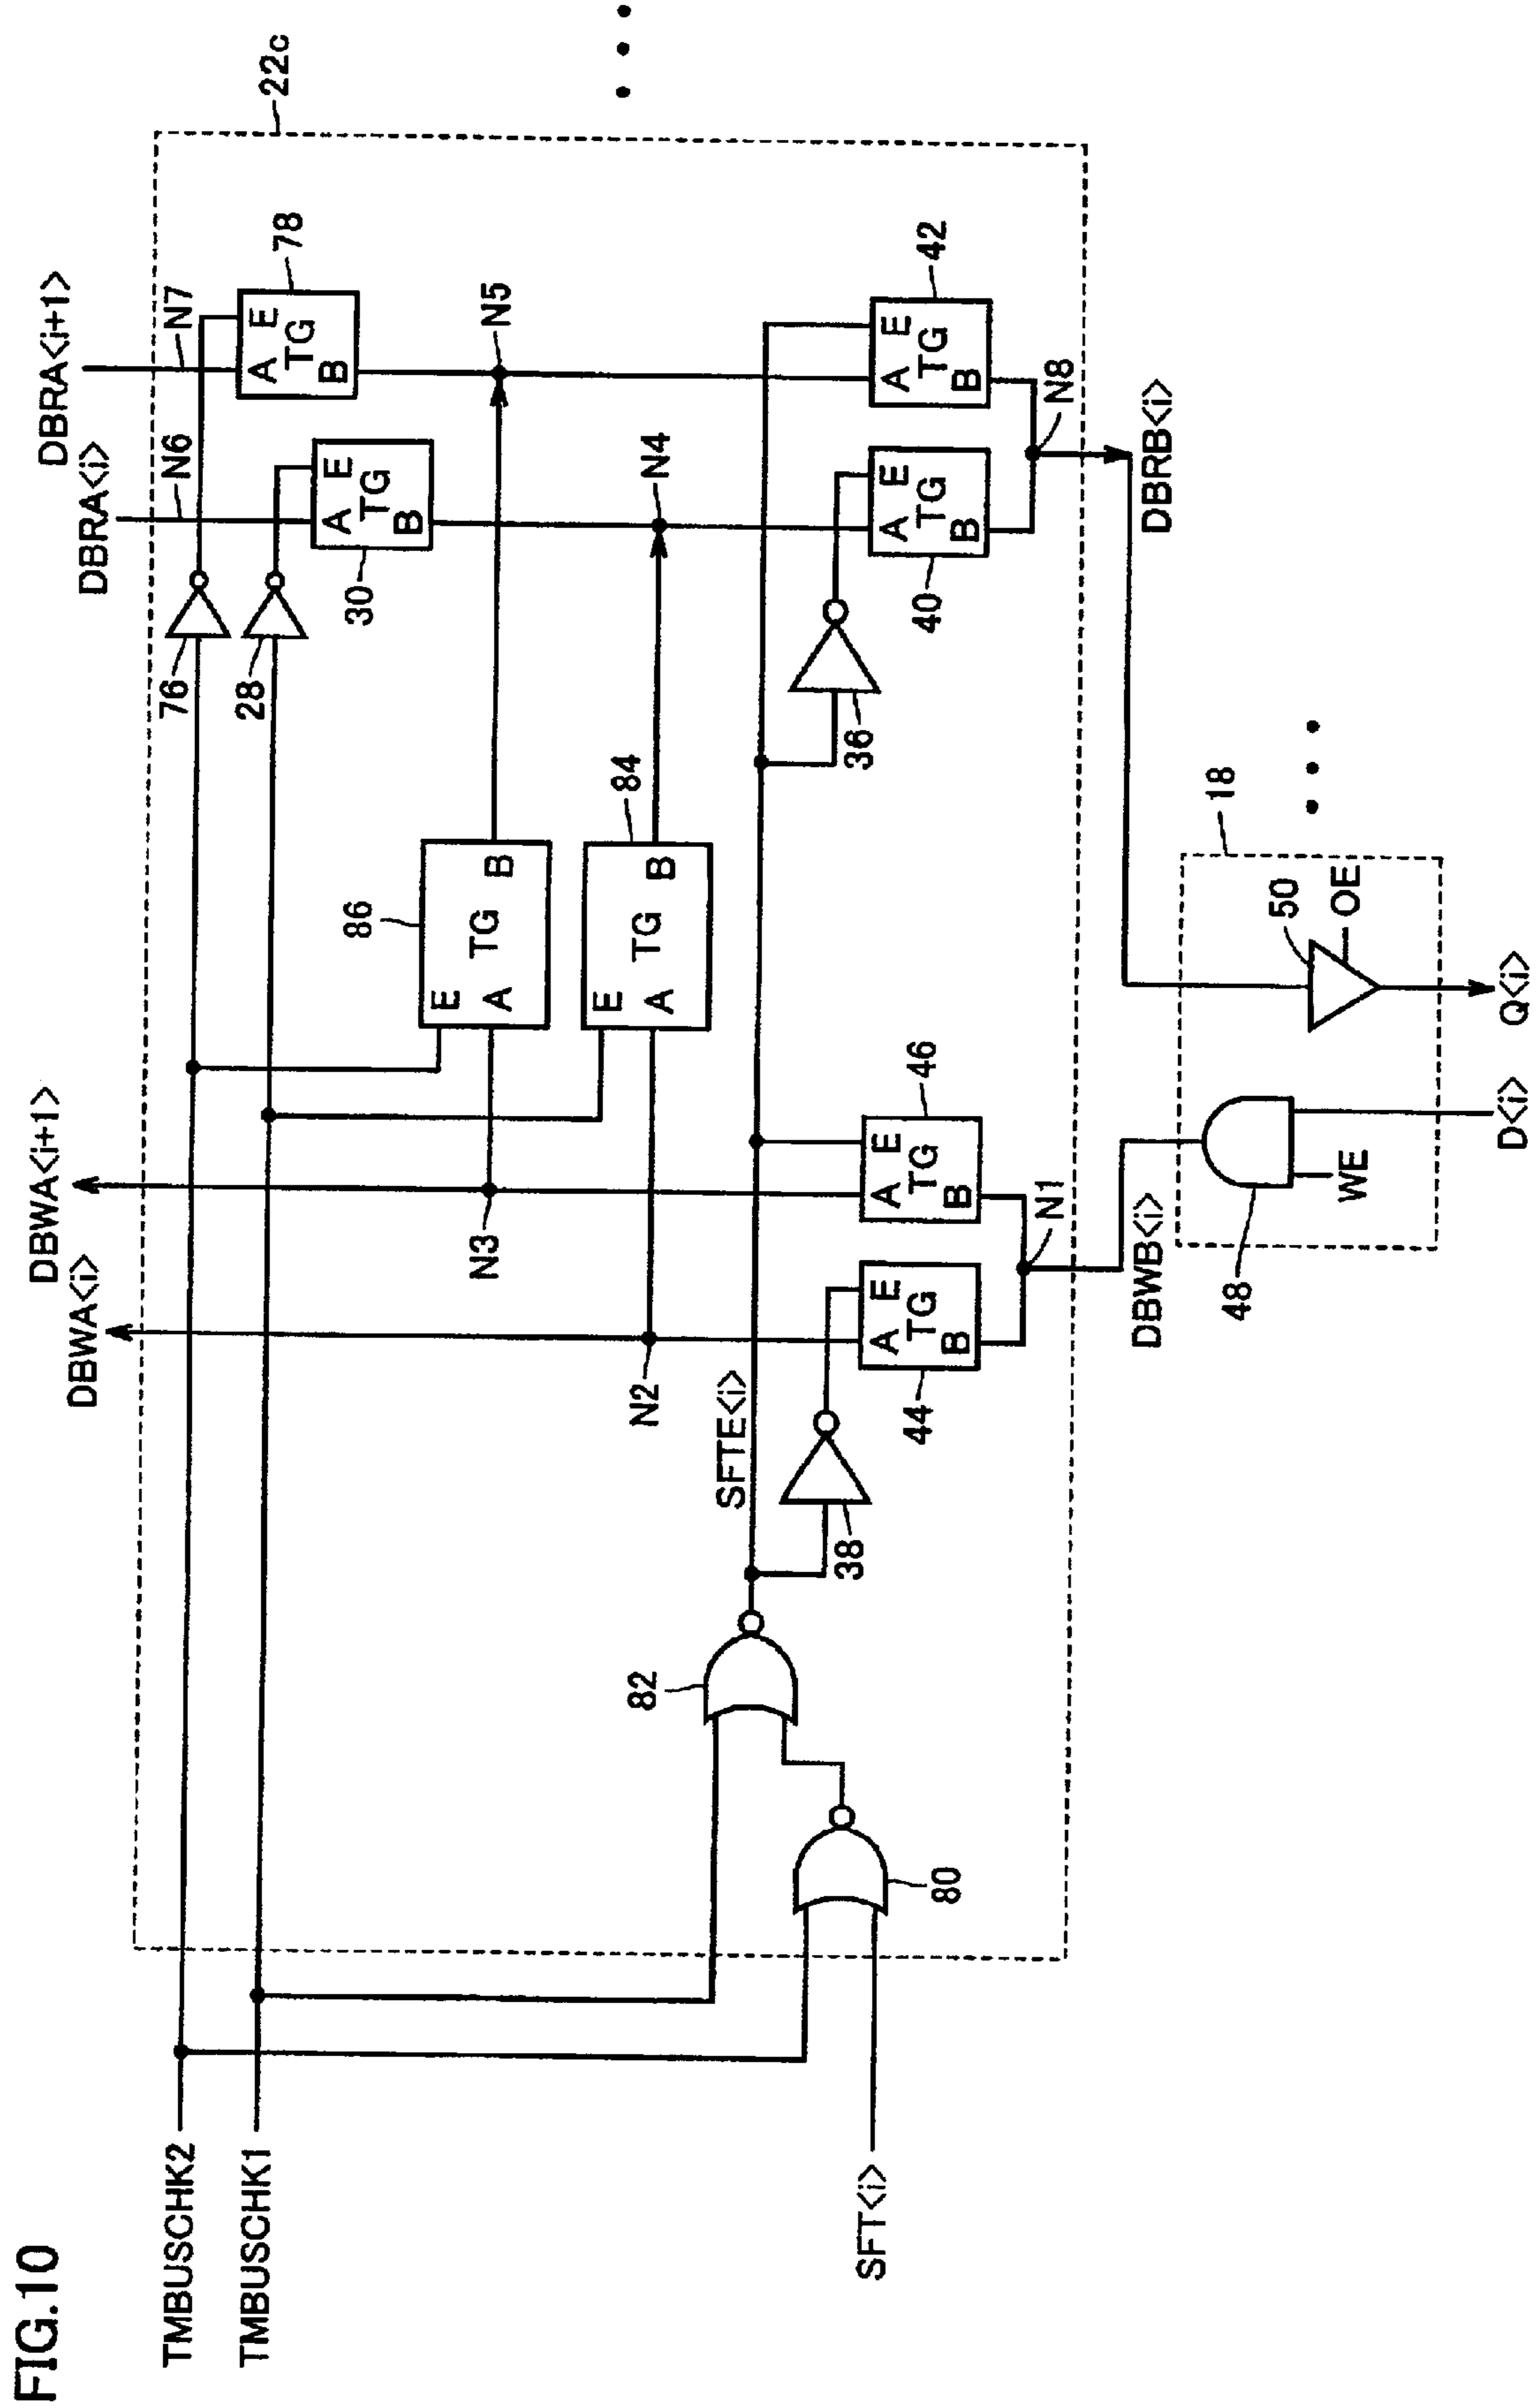 FIG.10
TMBUSCHK2
TMBUSCHK1
SFT<i>
22c
DBWA<i+1>
DBWA<i>
DBRA<i>
DBRA<i+1>
N6
N7
76
28
A E
TG
B
30
A E
TG
B
78
86
E
A TG B
84
E
A TG B
N5
N4
N3
N2
SFTE<i>
82
80
38
36
A E
TG
B
44
A E
TG
B
46
A E
TG
B
40
A E
TG
B
42
N1
N8
DBWB<i>
DBRB<i>
18
48
WE
50
OE
D<i>
Q<i>